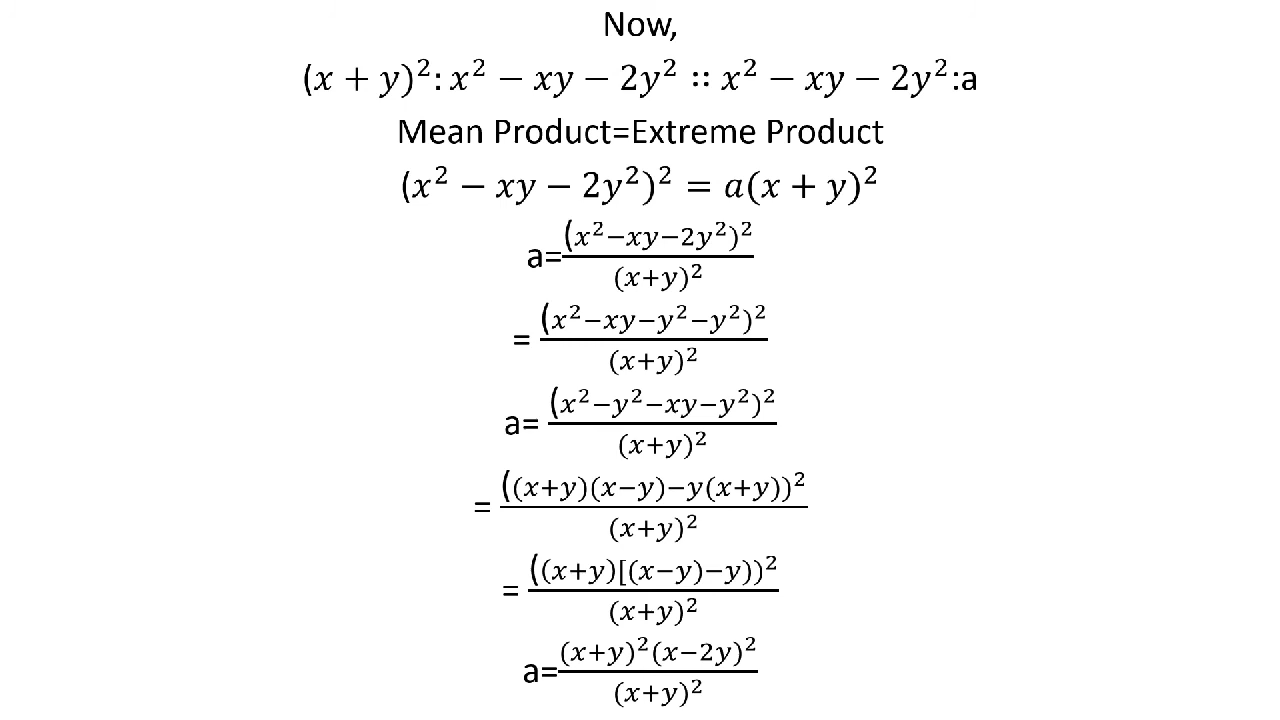 Now,
(x + y)²: x² − xy − 2y² ∷ x² − xy − 2y²:a
Mean Product=Extreme Product
(x² − xy − 2y²)² = a(x + y)²
a=(x²−xy−2y²)²/(x+y)²
= (x²−xy−y²−y²)²/(x+y)²
a= (x²−y²−xy−y²)²/(x+y)²
= ((x+y)(x−y)−y(x+y))²/(x+y)²
= ((x+y)[(x−y)−y))²/(x+y)²
a=(x+y)²(x−2y)²/(x+y)²